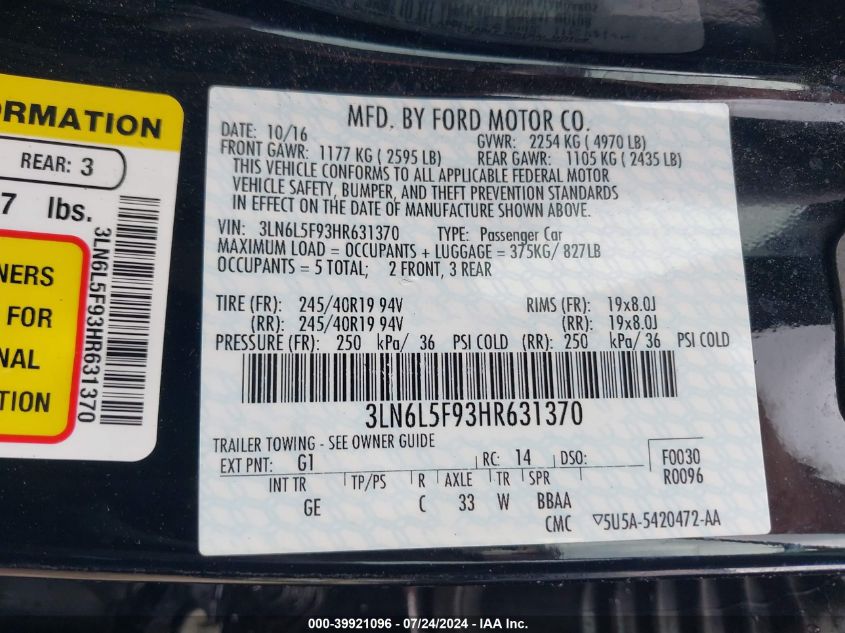 ORMATION
REAR: 3
7 lbs.
3LN6L5F93HR631370
NERS
FOR
NAL
TION
MFD. BY FORD MOTOR CO.
DATE: 10/16 GVWR: 2254 KG ( 4970 LB)
FRONT GAWR: 1177 KG ( 2595 LB) REAR GAWR: 1105 KG ( 2435 LB)
THIS VEHICLE CONFORMS TO ALL APPLICABLE FEDERAL MOTOR
VEHICLE SAFETY, BUMPER, AND THEFT PREVENTION STANDARDS
IN EFFECT ON THE DATE OF MANUFACTURE SHOWN ABOVE.
VIN: 3LN6L5F93HR631370 TYPE: Passenger Car
MAXIMUM LOAD = OCCUPANTS + LUGGAGE = 375KG/ 827LB
OCCUPANTS = 5 TOTAL; 2 FRONT, 3 REAR
TIRE (FR): 245/40R19 94V RIMS (FR): 19x8.0J
(RR): 245/40R19 94V (RR): 19x8.0J
PRESSURE (FR): 250 kPa/ 36 PSI COLD (RR): 250 kPa/ 36 PSI COLD
3LN6L5F93HR631370
TRAILER TOWING - SEE OWNER GUIDE
EXT PNT: G1 RC: 14 DSO: F0030
R0096
INT TR TP/PS R AXLE TR SPR
GE C 33 W BBAA
CMC ▽5U5A-5420472-AA
000-39921096 - 07/24/2024 - IAA Inc.